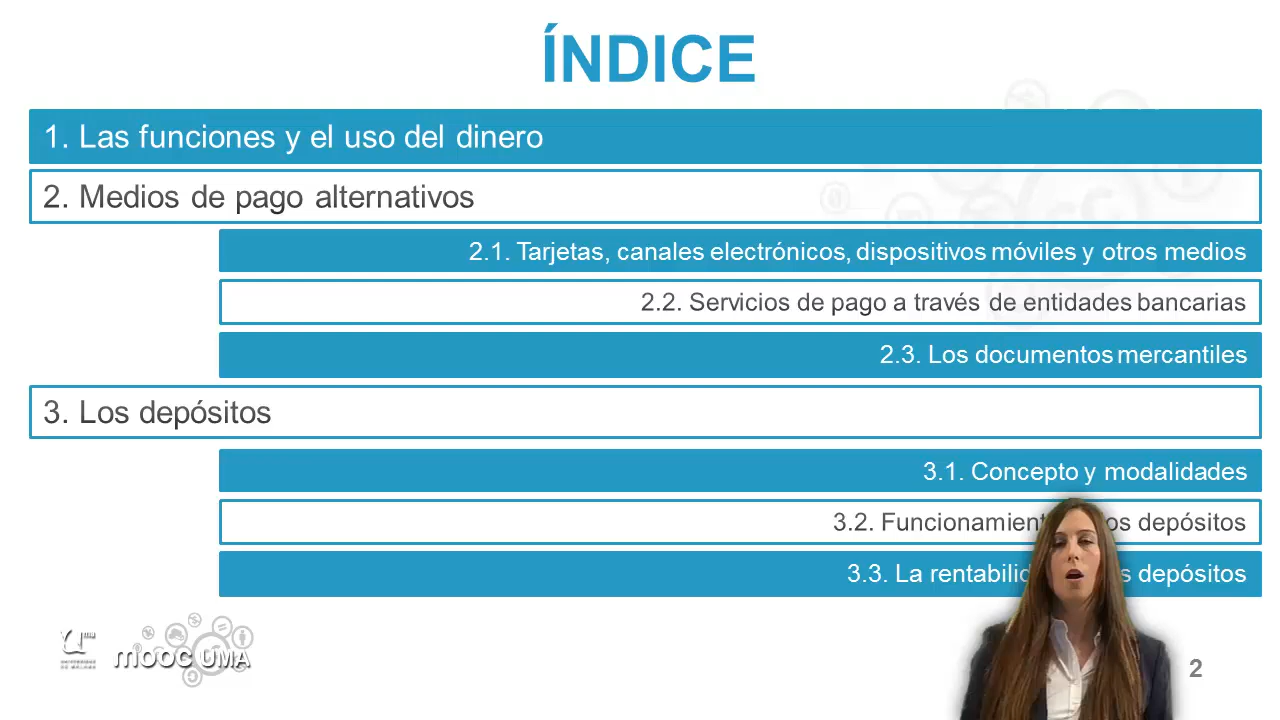 ÍNDICE
1. Las funciones y el uso del dinero
2. Medios de pago alternativos
2.1. Tarjetas, canales electrónicos, dispositivos móviles y otros medios
2.2. Servicios de pago a través de entidades bancarias
2.3. Los documentos mercantiles
3. Los depósitos
3.1. Concepto y modalidades
3.2. depósitos
3.3. La depósitos
mooc UMA
2